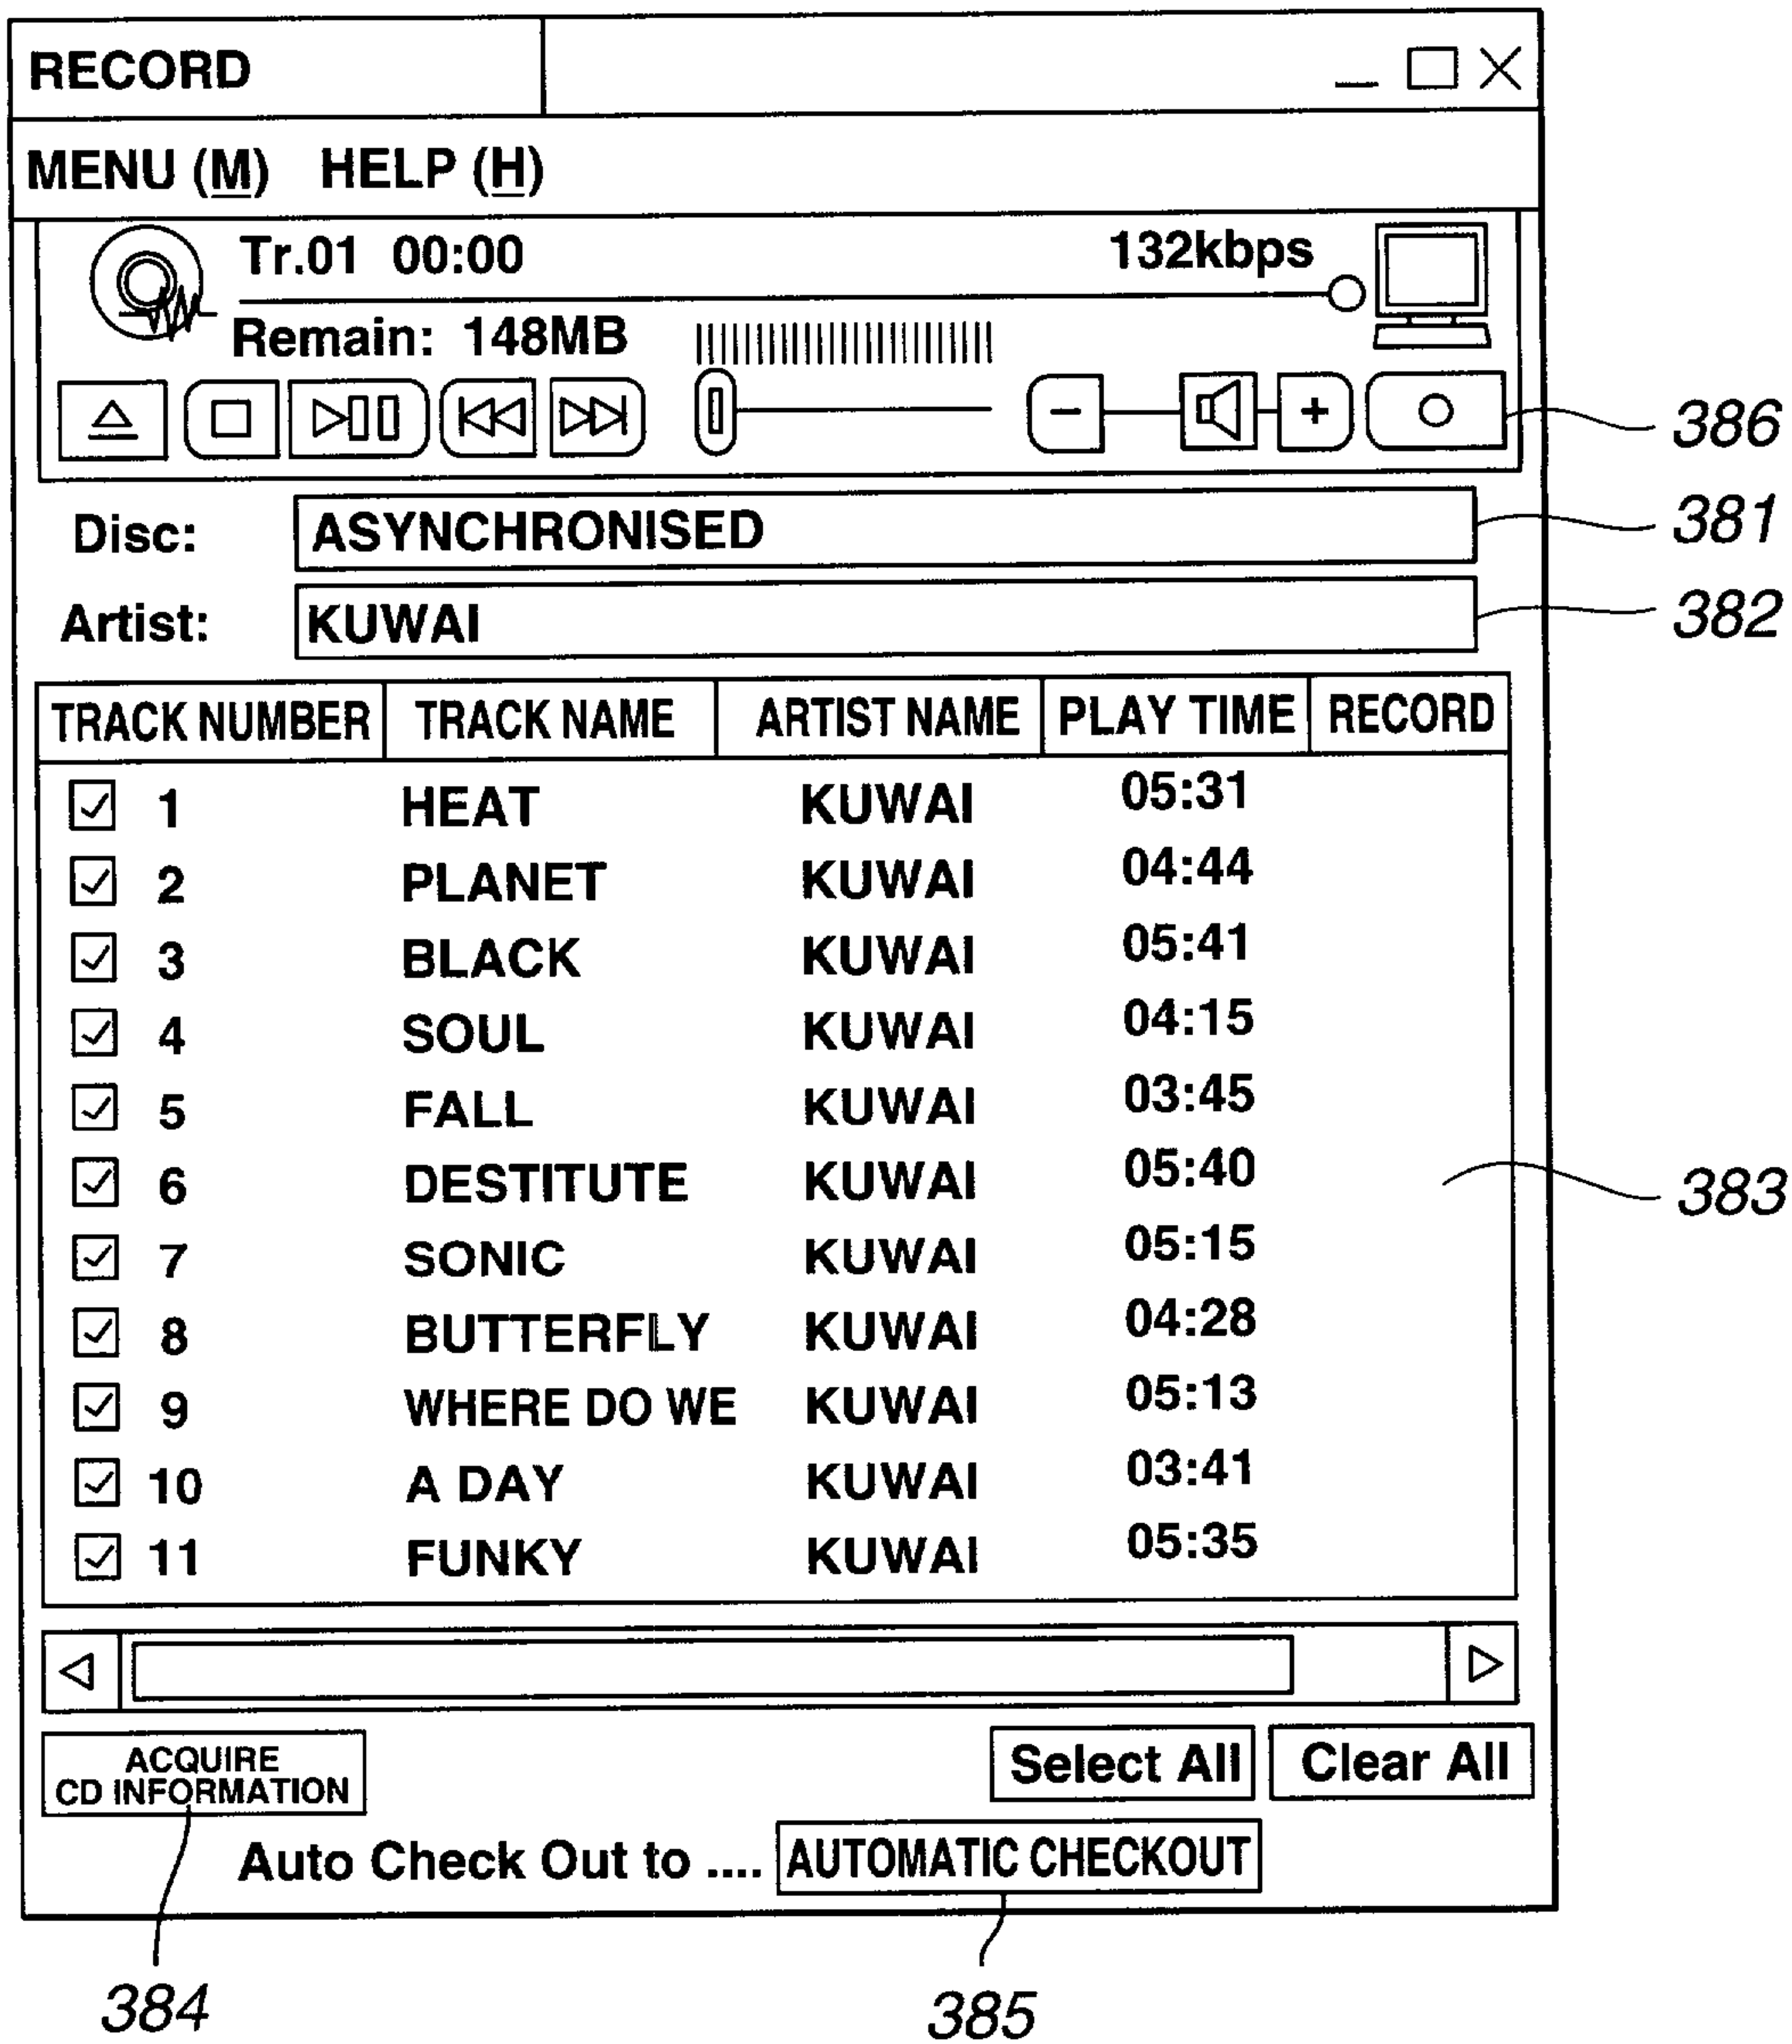 RECORD
MENU (M) HELP (H)
Tr.01 00:00 132kbps
Remain: 148MB
- + 386
Disc: ASYNCHRONISED 381
Artist: KUWAI 382
TRACK NUMBER TRACK NAME ARTIST NAME PLAY TIME RECORD
1 HEAT KUWAI 05:31
2 PLANET KUWAI 04:44
3 BLACK KUWAI 05:41
4 SOUL KUWAI 04:15
5 FALL KUWAI 03:45
6 DESTITUTE KUWAI 05:40 383
7 SONIC KUWAI 05:15
8 BUTTERFLY KUWAI 04:28
9 WHERE DO WE KUWAI 05:13
10 A DAY KUWAI 03:41
11 FUNKY KUWAI 05:35
ACQUIRE
CD INFORMATION
Select All Clear All
Auto Check Out to .... AUTOMATIC CHECKOUT
384 385